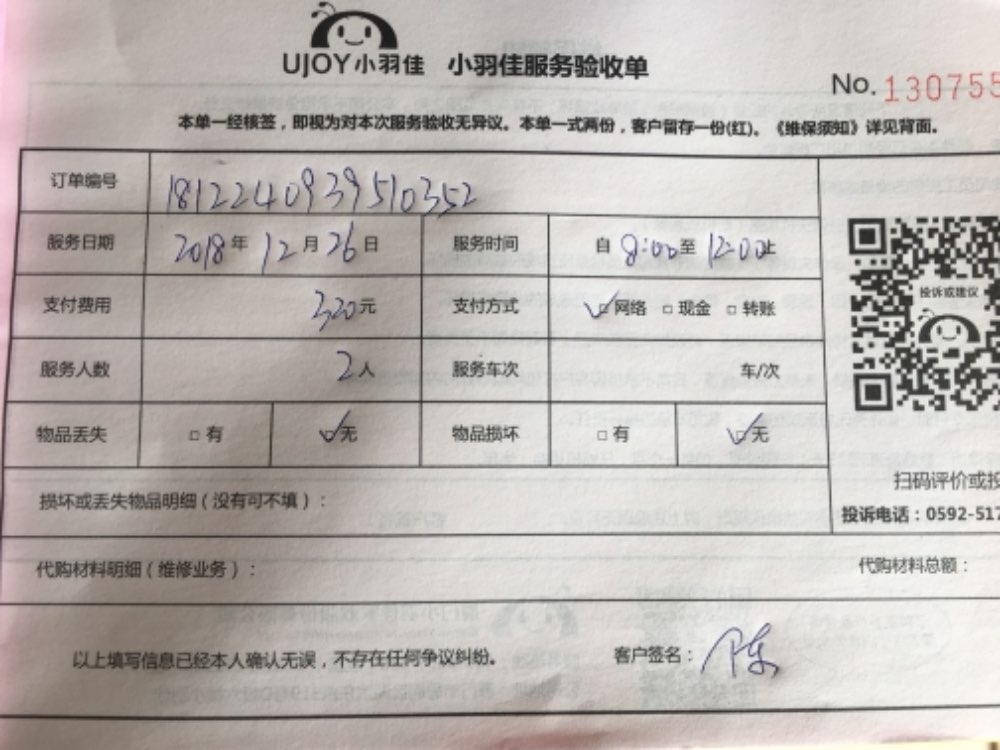 UJOY小羽佳 小羽佳服务验收单
No. 130755
本单一经核签，即视为对本次服务验收无异议。本单一式两份，客户留存一份(红)。《维保须知》详见背面。
订单编号 1812240939510352
服务日期 2018年12月26日 服务时间 自8:00至12:00止
投诉或建议
支付费用 320元 支付方式 ☑网络 □现金 □转账
服务人数 2人 服务车次 车/次
物品丢失 □有 ☑无 物品损坏 □有 ☑无
扫码评价或投
损坏或丢失物品明细（没有可不填）：
投诉电话：0592-517
代购材料明细（维修业务）： 代购材料总额：
以上填写信息已经本人确认无误，不存在任何争议纠纷。 客户签名：陈